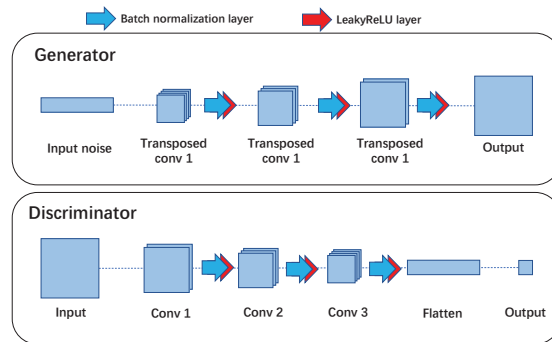 Batch normalization layer
LeakyReLU layer
Generator
Input noise
Transposed
conv 1
Transposed
conv 1
Transposed
conv 1
Output
Discriminator
Input
Conv 1
Conv 2
Conv 3
Flatten
Output